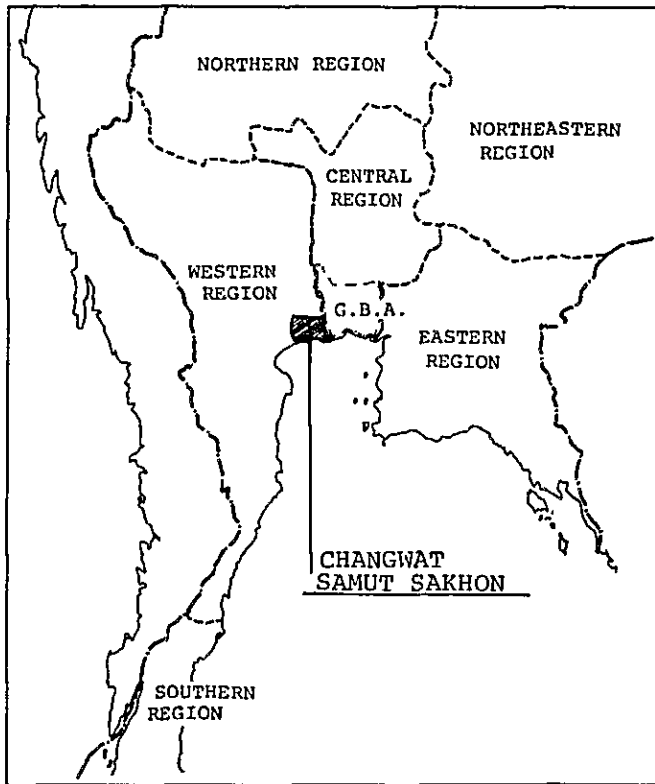 NORTHERN REGION
NORTHEASTERN
REGION
CENTRAL
REGION
WESTERN
REGION
G.B.A.
EASTERN
REGION
CHANGWAT
SAMUT SAKHON
SOUTHERN
REGION